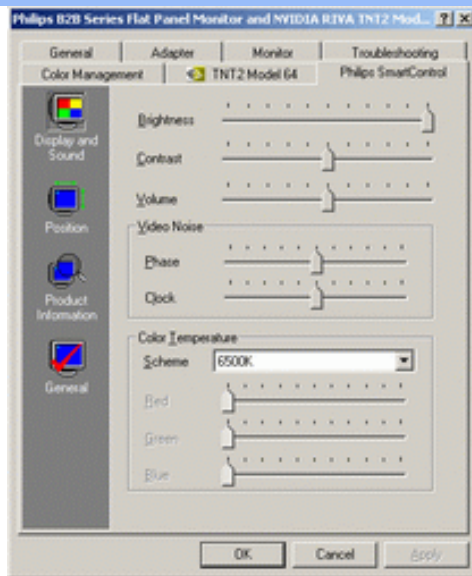 Philips B2B Series Flat Panel Monitor and NVIDIA RIVA TNT2 Mod...
General Adapter Monitor Troubleshooting
Color Management TNT2 Model 64 Philips SmartControl
Display and
Sound
Brightness
Contrast
Volume
Position
Video Noise
Phase
Clock
Product
Information
Color Temperature
Scheme 6500K
General
Red
Green
Blue
OK Cancel Apply